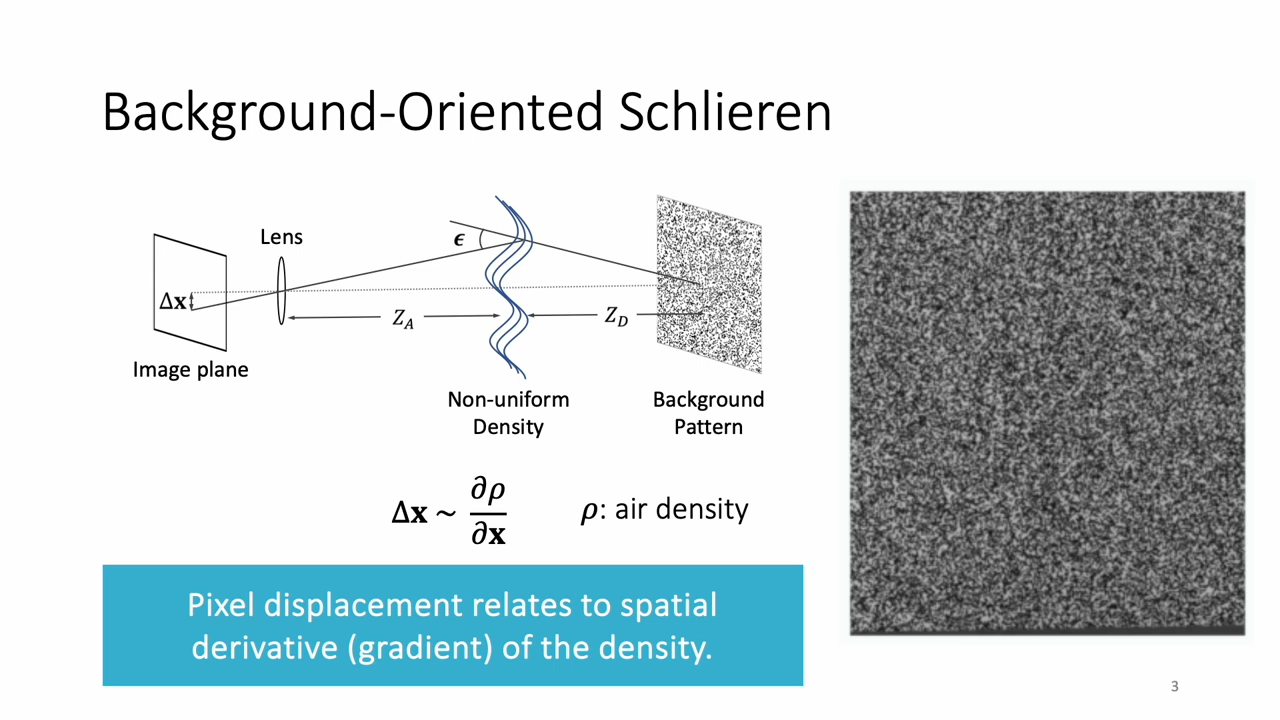 Background-Oriented Schlieren
Lens
ϵ
Δx
Z_A
Z_D
Image plane
Non-uniform
Density
Background
Pattern
Δx ~ ∂ρ/∂x
ρ: air density
Pixel displacement relates to spatial
derivative (gradient) of the density.
3